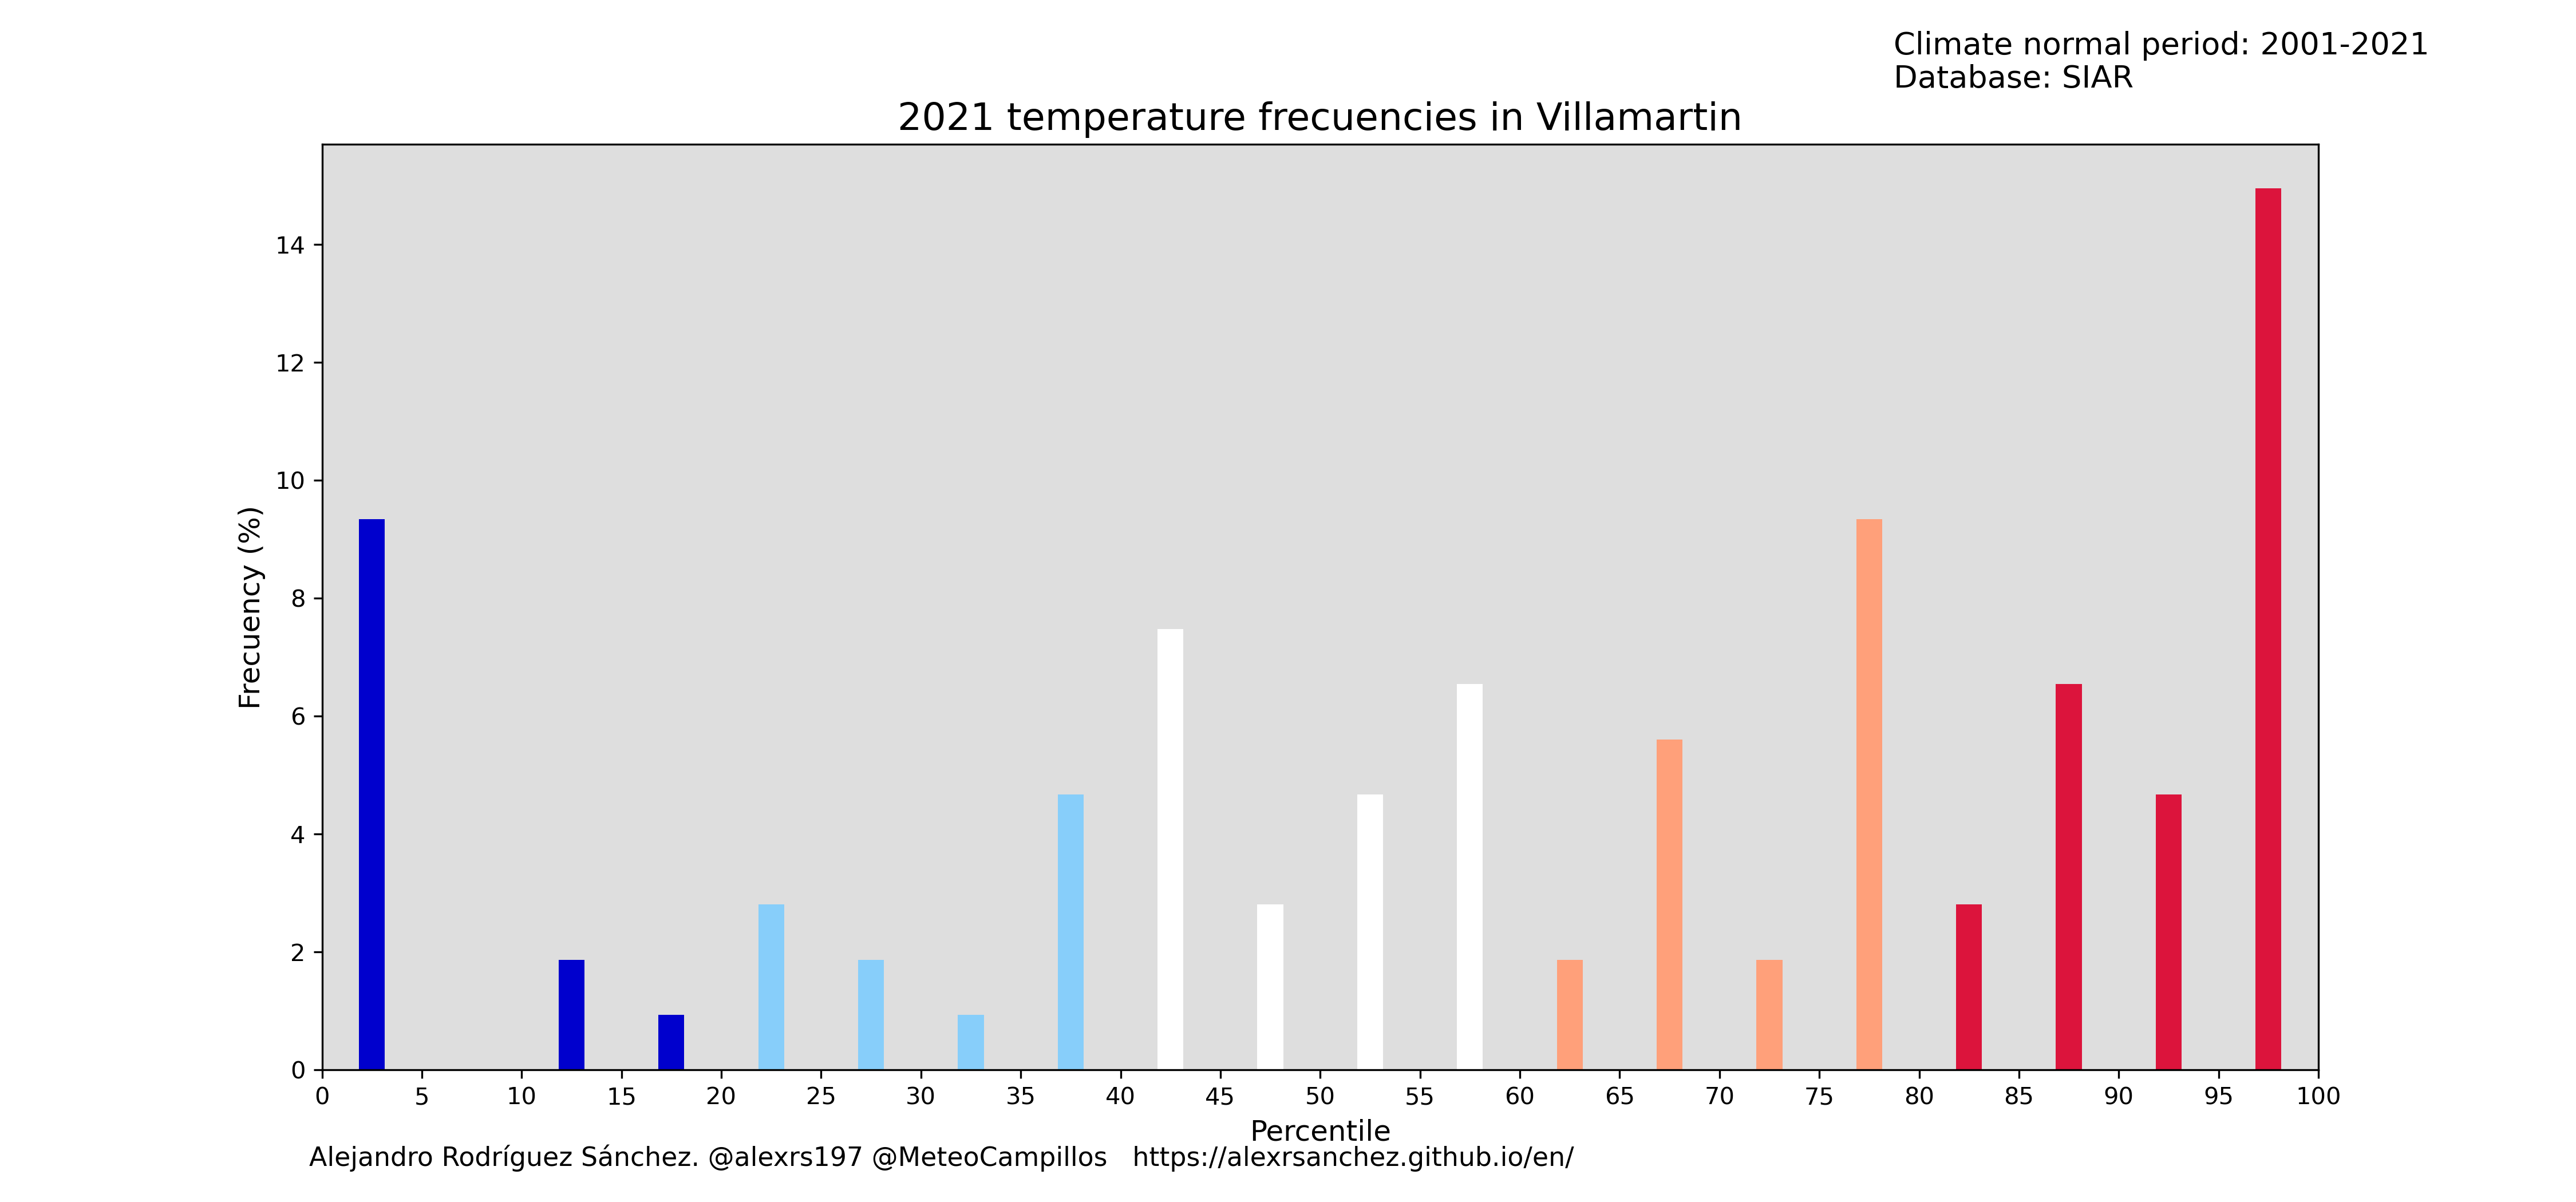 Climate normal period: 2001-2021
Database: SIAR
2021 temperature frecuencies in Villamartin
Frecuency (%)
14
12
10
8
6
4
2
0
0 5 10 15 20 25 30 35 40 45 50 55 60 65 70 75 80 85 90 95 100
Percentile
Alejandro Rodríguez Sánchez. @alexrs197 @MeteoCampillos https://alexrsanchez.github.io/en/